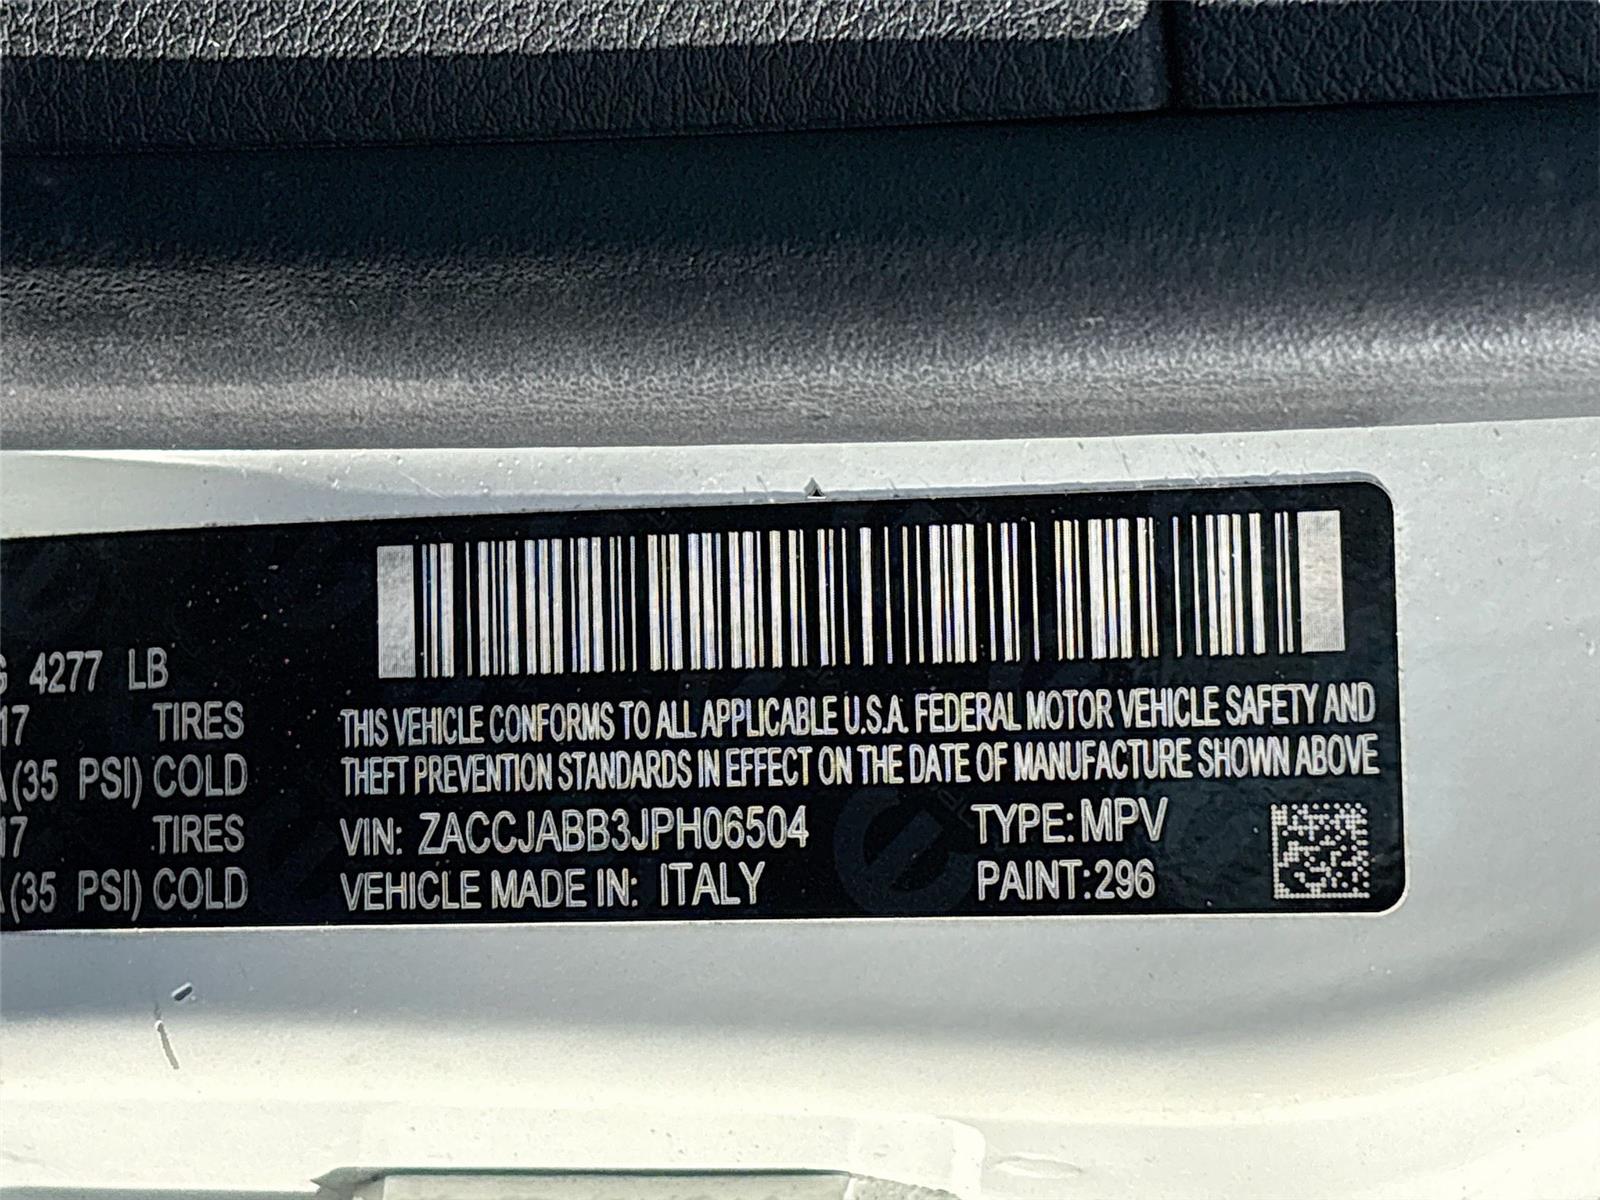 4277 LB
17 TIRES
(35 PSI) COLD
17 TIRES
(35 PSI) COLD
THIS VEHICLE CONFORMS TO ALL APPLICABLE U.S.A. FEDERAL MOTOR VEHICLE SAFETY AND
THEFT PREVENTION STANDARDS IN EFFECT ON THE DATE OF MANUFACTURE SHOWN ABOVE
VIN: ZACCJABB3JPH06504 TYPE: MPV
VEHICLE MADE IN: ITALY PAINT: 296